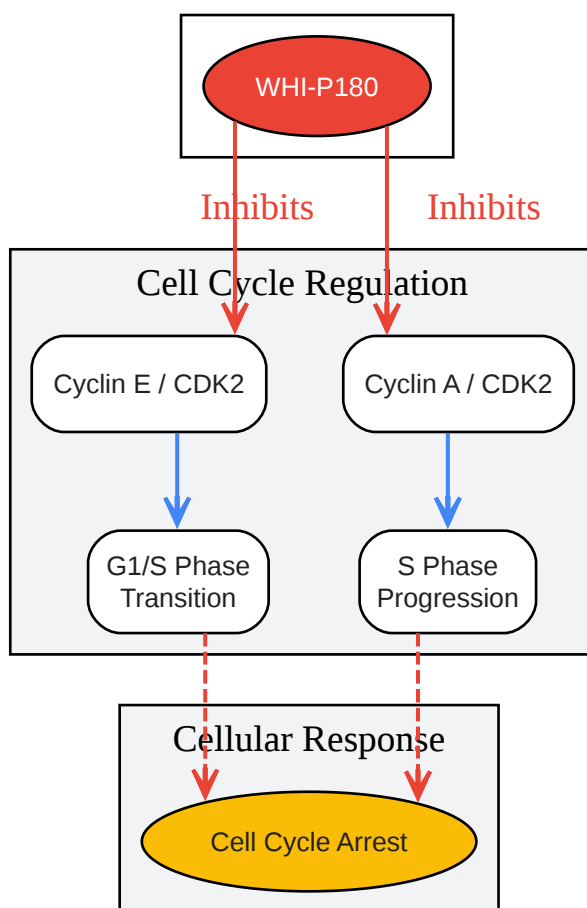 WHI-P180
Inhibits
Inhibits
Cell Cycle Regulation
Cyclin E / CDK2
Cyclin A / CDK2
G1/S Phase
Transition
S Phase
Progression
Cellular Response
Cell Cycle Arrest